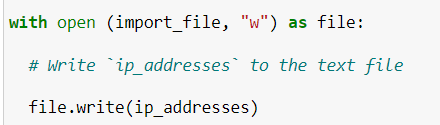 with open (import_file, "w") as file:
# Write `ip_addresses` to the text file
file.write(ip_addresses)